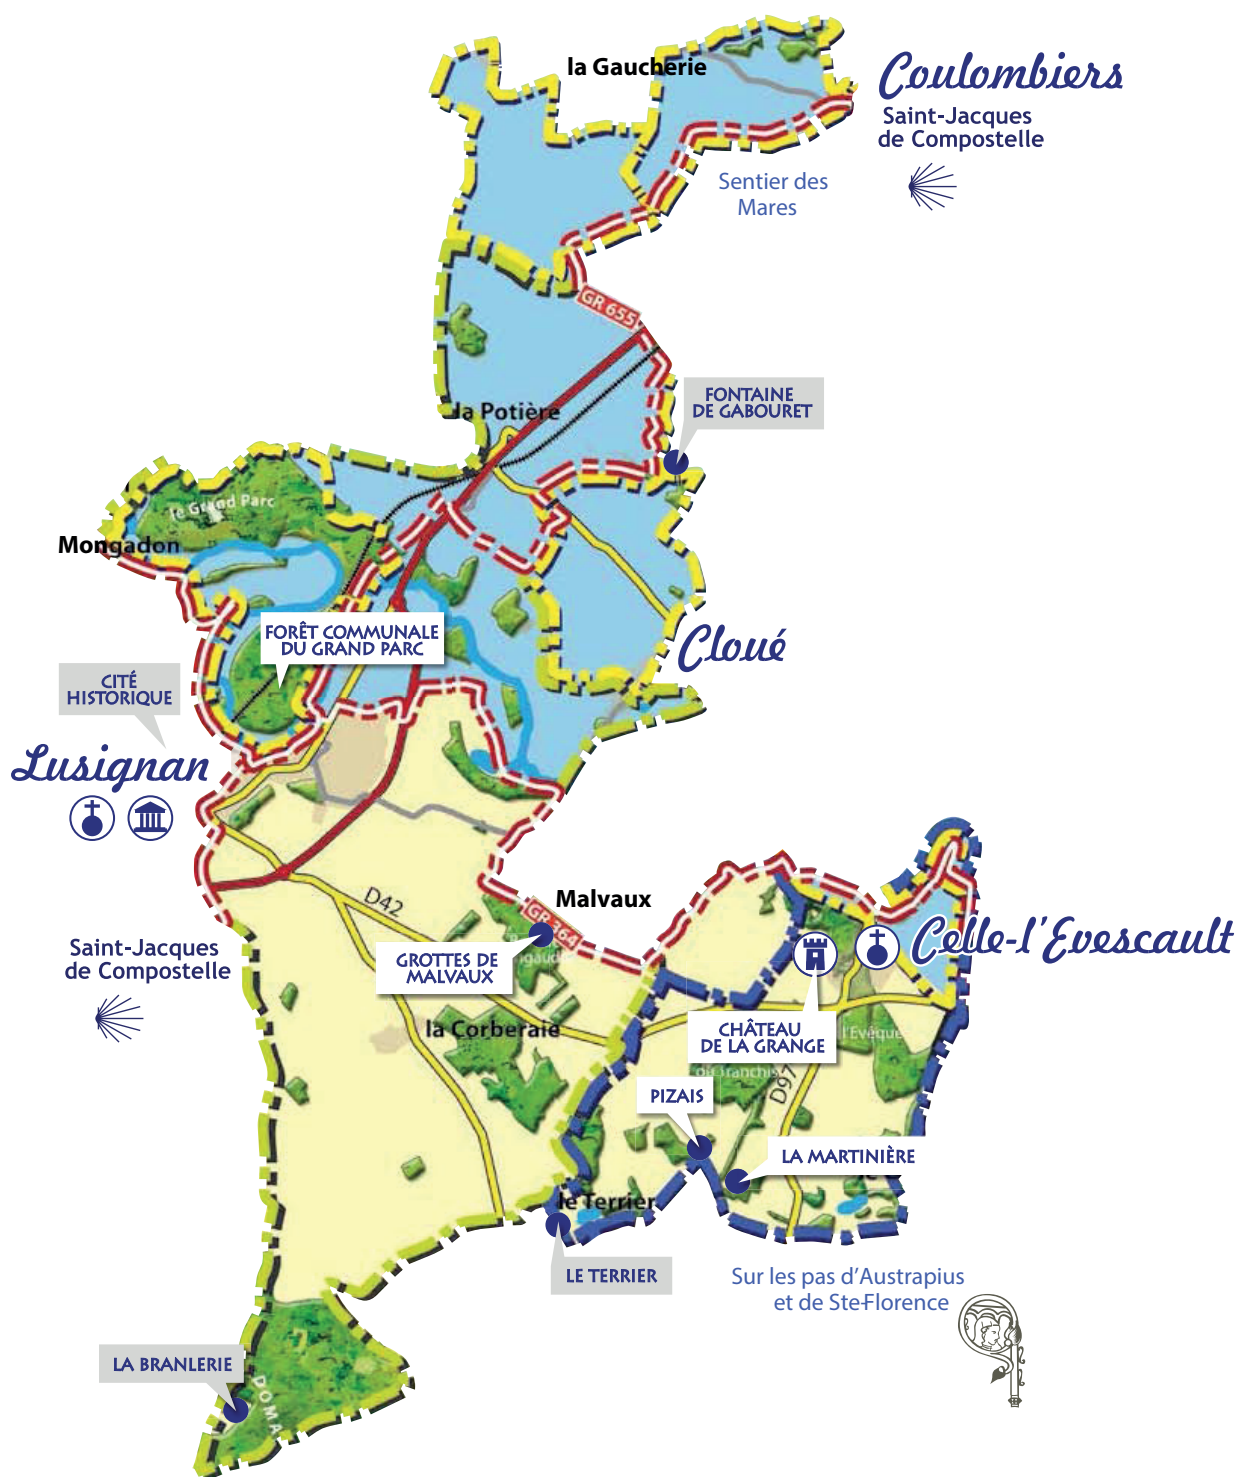 la Gaucherie
Coulombiers
Saint-Jacques
de Compostelle
Sentier des
Mares
GR 655
FONTAINE
DE GABOURET
la Potière
le Grand Parc
Mongadon
FORÊT COMMUNALE
DU GRAND PARC
Cloué
CITÉ
HISTORIQUE
Lusignan
D42
Malvaux
GR 364
Celle-l'Evescault
Saint-Jacques
de Compostelle
GROTTES DE
MALVAUX
la Corberaie
CHÂTEAU
DE LA GRANGE
l'Evêque
D97
PIZAIS
LA MARTINIÈRE
le Terrier
LE TERRIER
Sur les pas d'Austrapius
et de Ste-Florence
LA BRANLERIE
DOMA